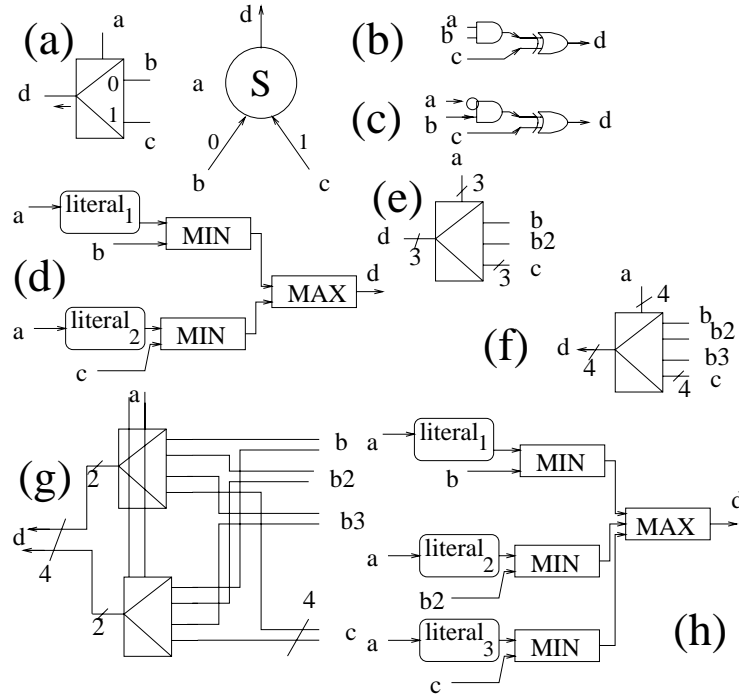 (a)
a
b
0
d
1
c
d
a
S
0
1
b
c
(b)
a
b
c
d
(c)
a
b
c
d
(d)
a
literal1
b
MIN
MAX
d
a
literal2
MIN
c
(e)
a
3
b
b2
c
d
3
3
(f)
a
4
b
b2
b3
c
d
4
4
(g)
a
b
b2
b3
c
2
d
4
2
4
(h)
a
literal1
b
MIN
a
literal2
MIN
b2
MAX
d
a
literal3
MIN
c